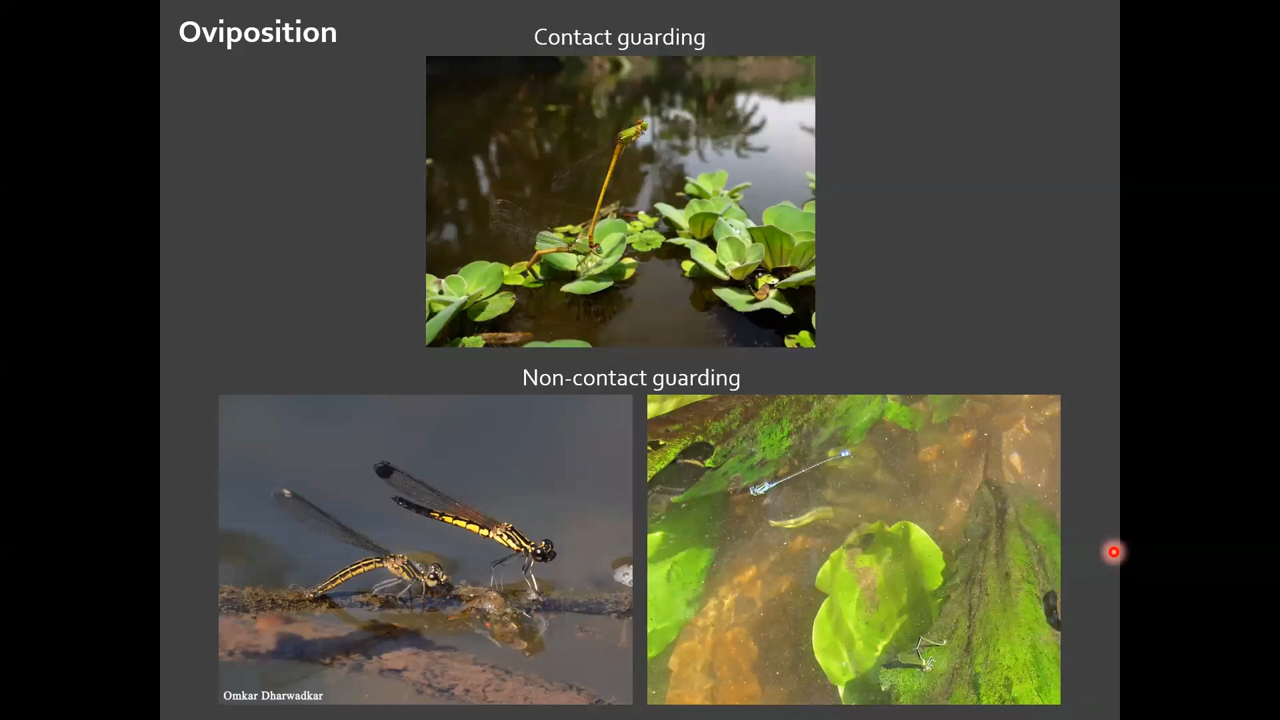 Oviposition
Contact guarding
Non-contact guarding
Omkar Dharwadkar